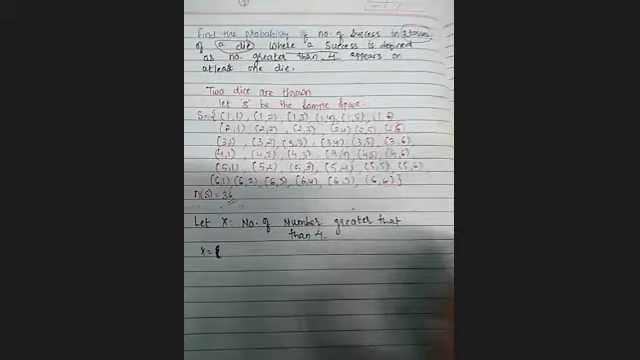 Find the probability of no. of success in 2 tosses
of a die where a success is defined
as no. greater than 4 appears on
atleast one die.
Two dice are thrown
let 's' be the Sample Space.
S={ (1,1) , (1,2) , (1,3) , (1,4), (1,5), (1,6
(2,1) , (2,2) , (2,3) , (2,4) (2,5) , (2,6
(3,1) , (3,2) , (3,3) , (3,4) , (3,5) , (3,6)
(4,1) , (4,2) , (4,3) , (4,4) , (4,5) , (4,6)
(5,1) , (5,2) , (5,3) , (5,4) , (5,5) , (5,6)
(6,1) (6,2) , (6,3) , (6,4) , (6,5) , (6,6) }
n(S) = 36
Let X : No. of Number greater that
than 4.
X = {